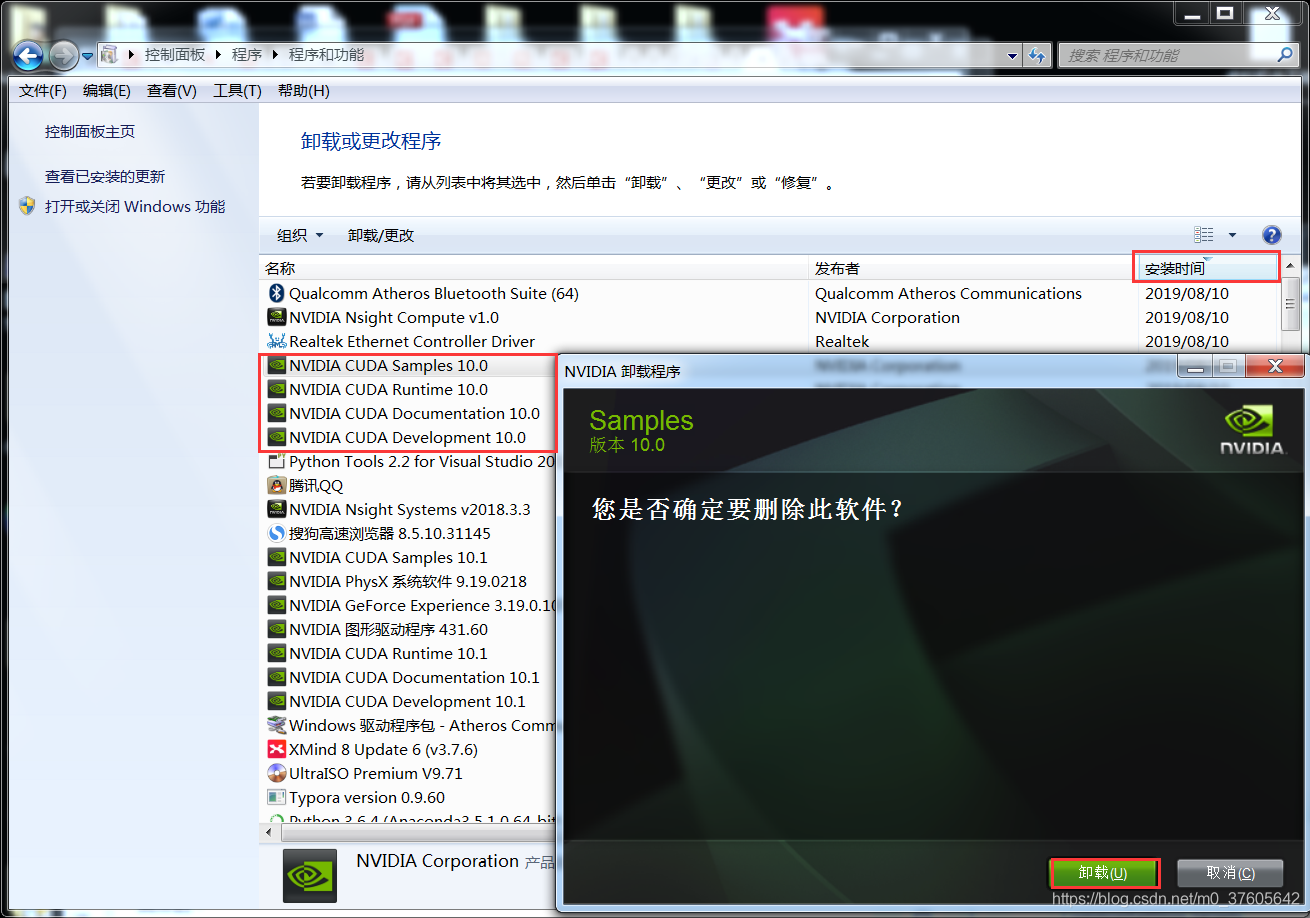 控制面板 程序 程序和功能
搜索 程序和功能
文件(F) 编辑(E) 查看(V) 工具(T) 帮助(H)
控制面板主页
查看已安装的更新
打开或关闭 Windows 功能
卸载或更改程序
若要卸载程序，请从列表中将其选中，然后单击“卸载”、“更改”或“修复”。
组织 卸载/更改
名称 发布者 安装时间
Qualcomm Atheros Bluetooth Suite (64) Qualcomm Atheros Communications 2019/08/10
NVIDIA Nsight Compute v1.0 NVIDIA Corporation 2019/08/10
Realtek Ethernet Controller Driver Realtek 2019/08/10
NVIDIA CUDA Samples 10.0
NVIDIA CUDA Runtime 10.0
NVIDIA CUDA Documentation 10.0
NVIDIA CUDA Development 10.0
Python Tools 2.2 for Visual Studio 20
腾讯QQ
NVIDIA Nsight Systems v2018.3.3
搜狗高速浏览器 8.5.10.31145
NVIDIA CUDA Samples 10.1
NVIDIA PhysX 系统软件 9.19.0218
NVIDIA GeForce Experience 3.19.0.10
NVIDIA 图形驱动程序 431.60
NVIDIA CUDA Runtime 10.1
NVIDIA CUDA Documentation 10.1
NVIDIA CUDA Development 10.1
Windows 驱动程序包 - Atheros Comm
XMind 8 Update 6 (v3.7.6)
UltraISO Premium V9.71
Typora version 0.9.60
Python 3.6.4 (Anaconda3 5.1.0 64-bit
NVIDIA Corporation 产品
NVIDIA 卸载程序
Samples
版本 10.0
NVIDIA
您是否确定要删除此软件？
卸载(U) 取消(C)
https://blog.csdn.net/m0_37605642